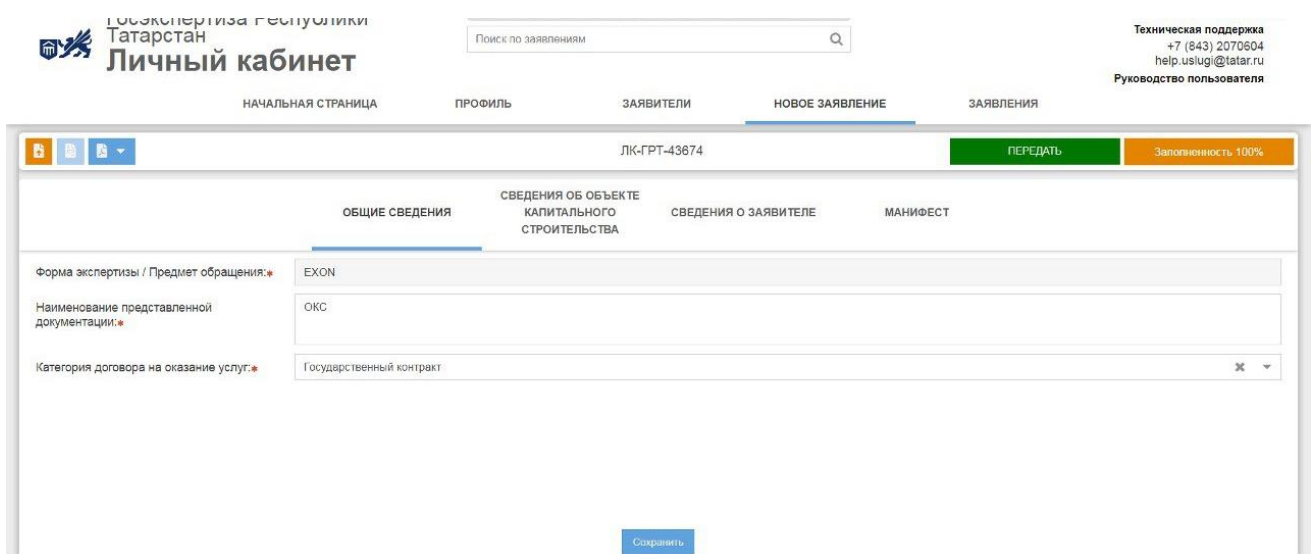 Госэкспертиза Республики
Татарстан
Личный кабинет
Поиск по заявлениям
Техническая поддержка
+7 (843) 2070604
help.uslugi@tatar.ru
Руководство пользователя
НАЧАЛЬНАЯ СТРАНИЦА ПРОФИЛЬ ЗАЯВИТЕЛИ НОВОЕ ЗАЯВЛЕНИЕ ЗАЯВЛЕНИЯ
ЛК-ГРТ-43674 ПЕРЕДАТЬ Заполненность 100%
ОБЩИЕ СВЕДЕНИЯ
СВЕДЕНИЯ ОБ ОБЪЕКТЕ
КАПИТАЛЬНОГО
СТРОИТЕЛЬСТВА
СВЕДЕНИЯ О ЗАЯВИТЕЛЕ
МАНИФЕСТ
Форма экспертизы / Предмет обращения:* EXON
Наименование представленной
документации:*
ОКС
Категория договора на оказание услуг:* Государственный контракт
Сохранить